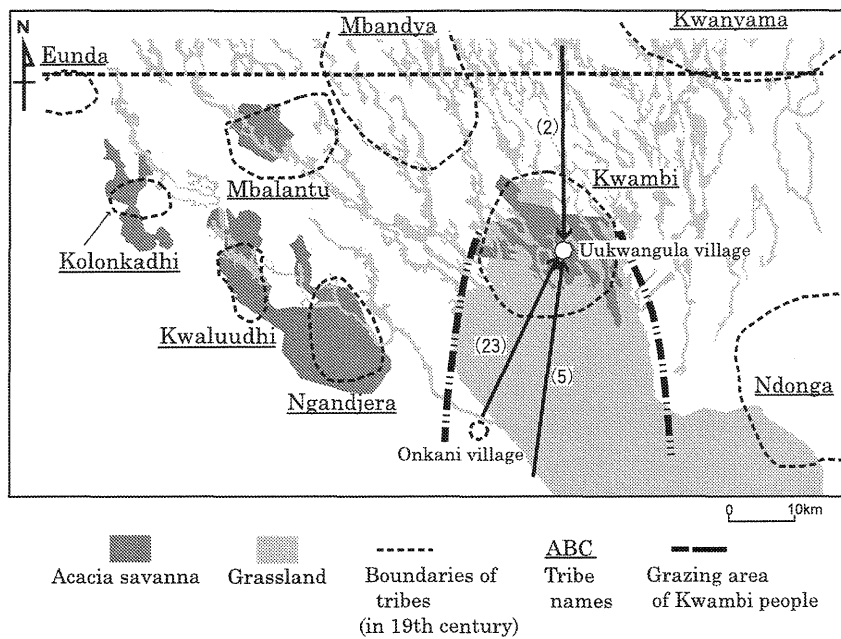 N
Eunda
Mbandya
Kwanyama
(2)
Mbalantu
Kwambi
Kolonkadhi
Uukwangula village
Kwaluudhi
(23)
(5)
Ngandjera
Ndonga
Onkani village
0 10km
Acacia savanna
Grassland
Boundaries of
tribes
(in 19th century)
ABC
Tribe
names
Grazing area
of Kwambi people